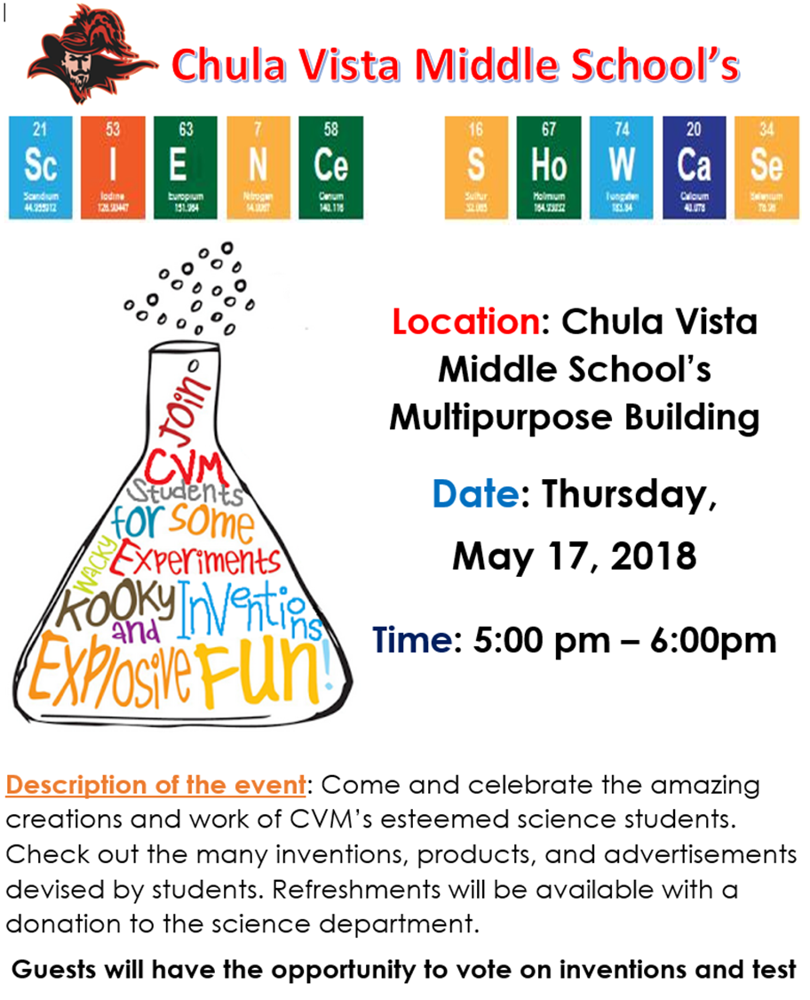 Chula Vista Middle School's
21 53 63 7 58 16 67 74 20 34
Sc I E N Ce S Ho W Ca Se
Scandium Iodine Europium Nitrogen Sulfur Holmium Tungsten Calcium Selenium
44.955912 126.90447 151.964 14.0067 140.116 32.065 164.93032 183.84 40.078 78.96
Join
CVM
Students
for some
wacky Experiments
Kooky Inventions
and
Explosive Fun!
Location: Chula Vista
Middle School's
Multipurpose Building
Date: Thursday,
May 17, 2018
Time: 5:00 pm – 6:00pm
Description of the event: Come and celebrate the amazing
creations and work of CVM's esteemed science students.
Check out the many inventions, products, and advertisements
devised by students. Refreshments will be available with a
donation to the science department.
Guests will have the opportunity to vote on inventions and test